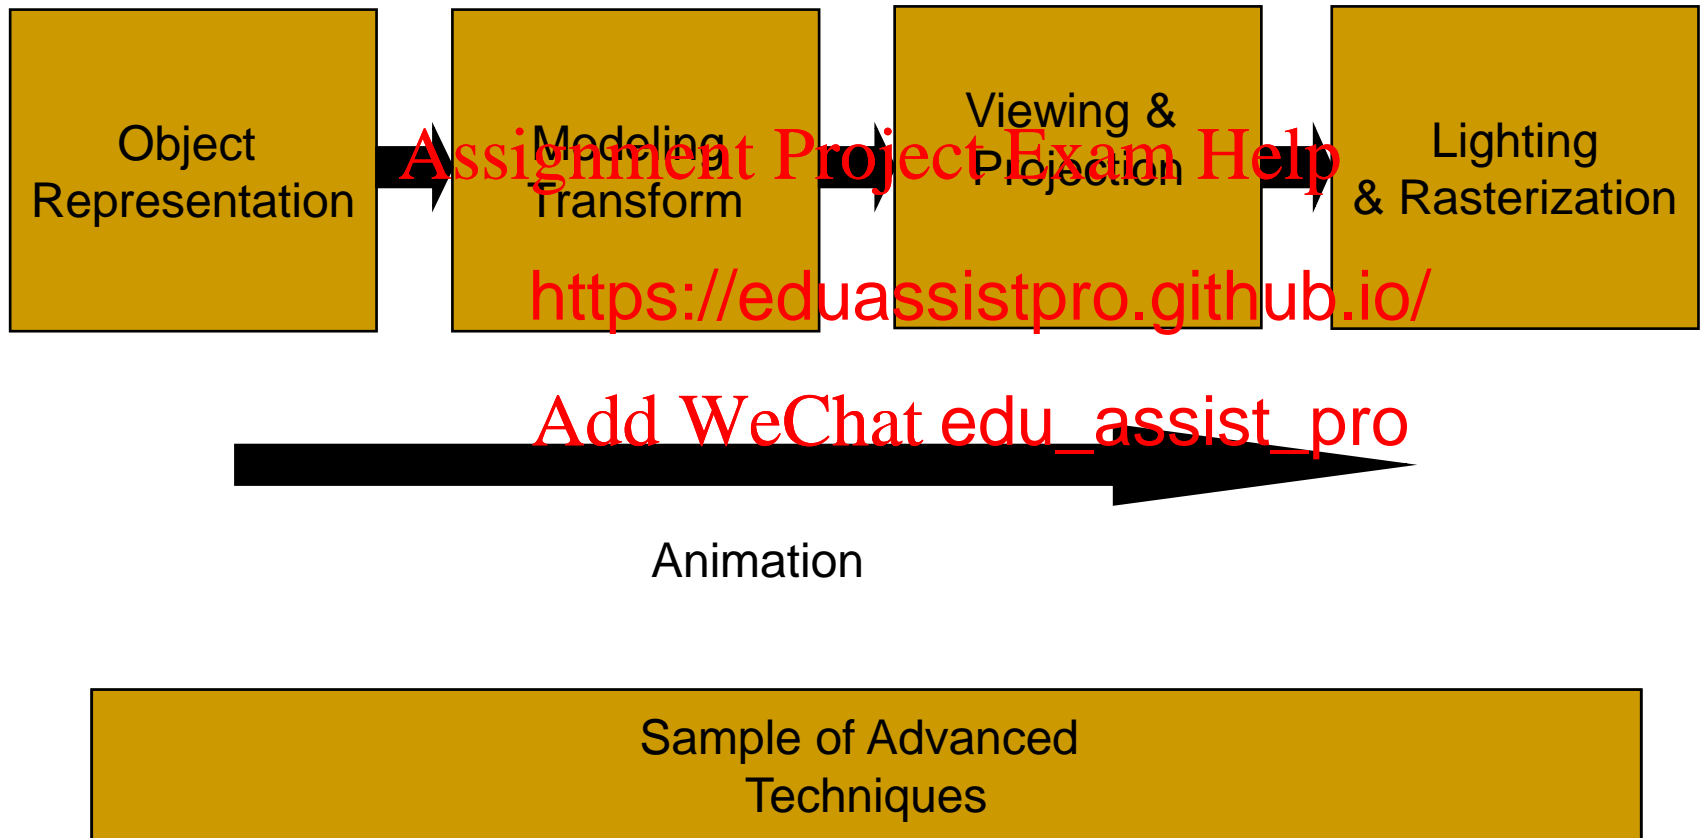 Object
Representation
Modeling
Transform
Viewing &
Projection
Lighting
& Rasterization
Assignment Project Exam Help
https://eduassistpro.github.io/
Add WeChat edu_assist_pro
Animation
Sample of Advanced
Techniques